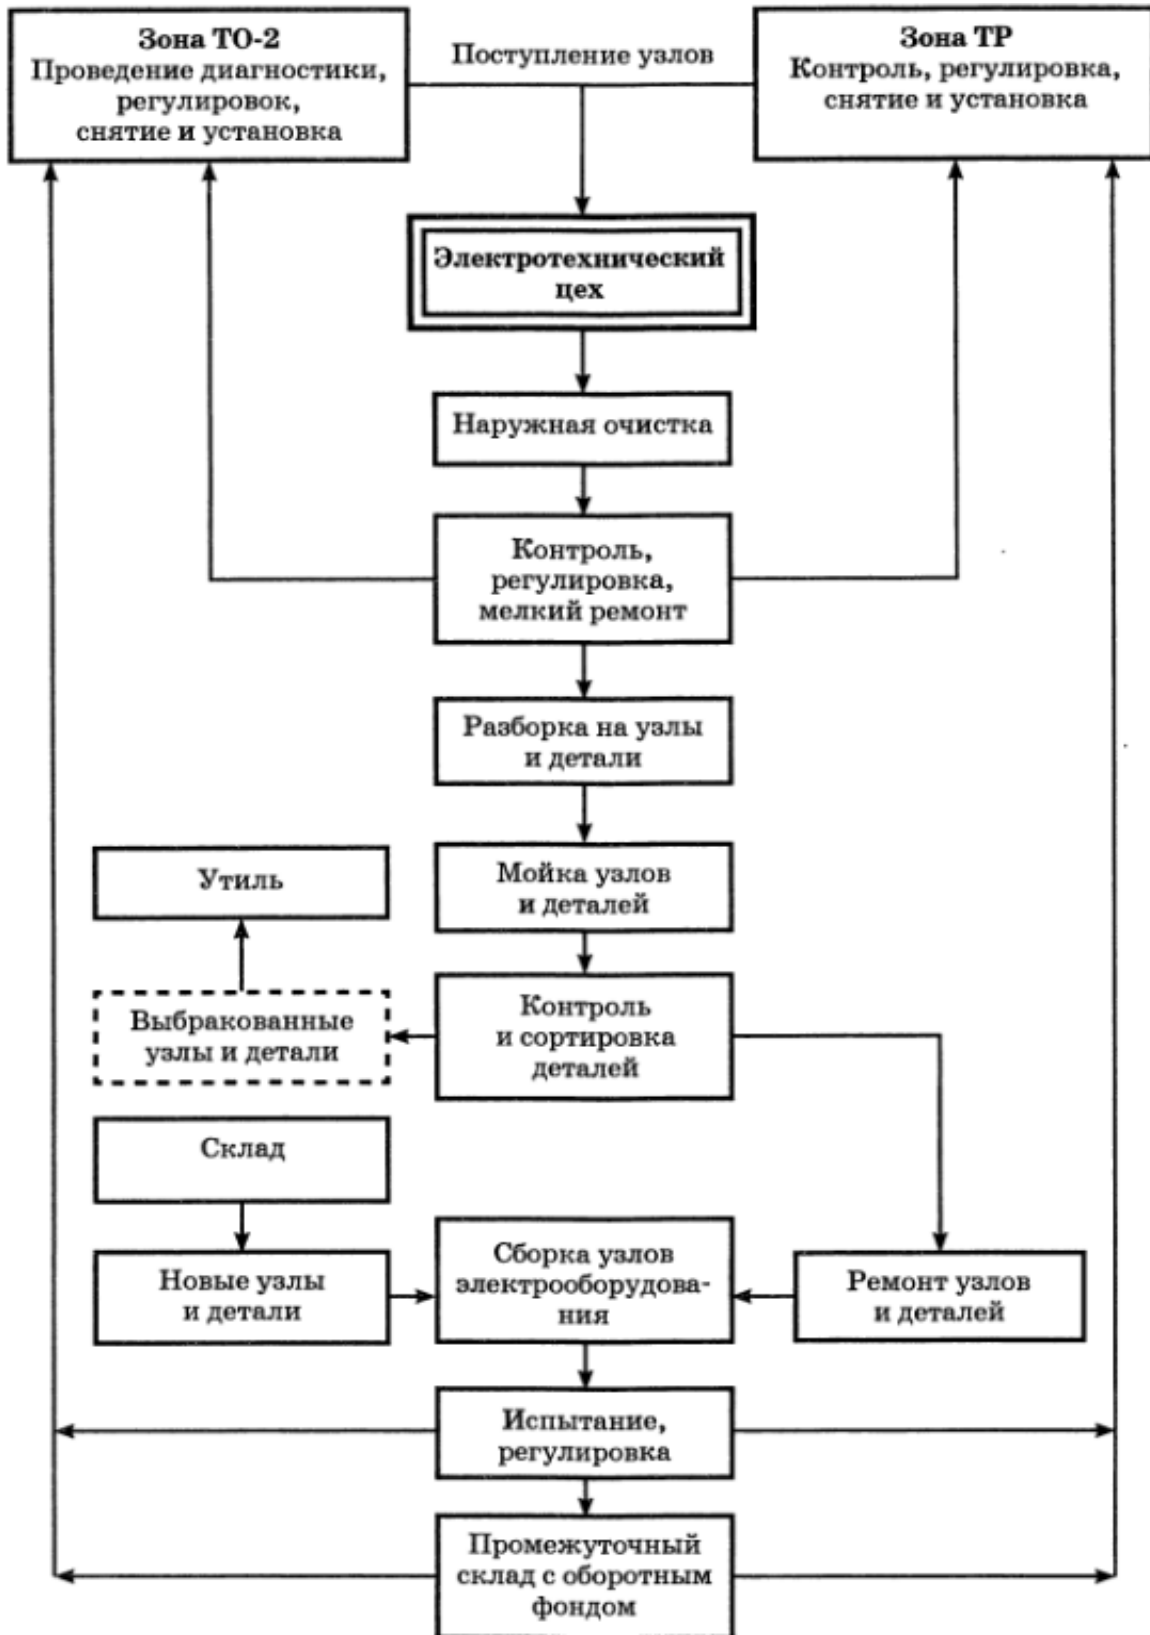 Зона ТО-2
Проведение диагностики,
регулировок,
снятие и установка
Поступление узлов
Зона ТР
Контроль, регулировка,
снятие и установка
Электротехнический
цех
Наружная очистка
Контроль,
регулировка,
мелкий ремонт
Разборка на узлы
и детали
Утиль
Мойка узлов
и деталей
Выбракованные
узлы и детали
Контроль
и сортировка
деталей
Склад
Новые узлы
и детали
Сборка узлов
электрооборудова-
ния
Ремонт узлов
и деталей
Испытание,
регулировка
Промежуточный
склад с оборотным
фондом